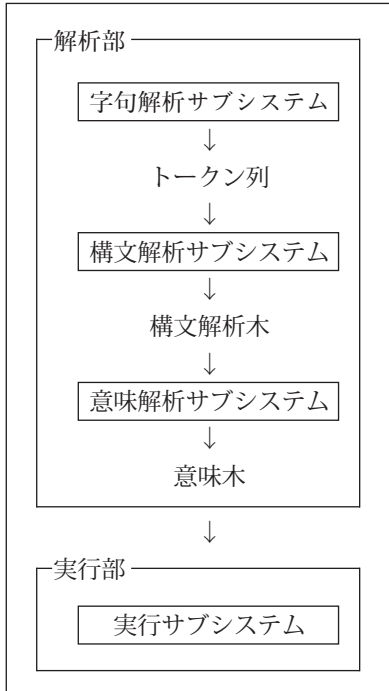 解析部
字句解析サブシステム
↓
トークン列
↓
構文解析サブシステム
↓
構文解析木
↓
意味解析サブシステム
↓
意味木
↓
実行部
実行サブシステム